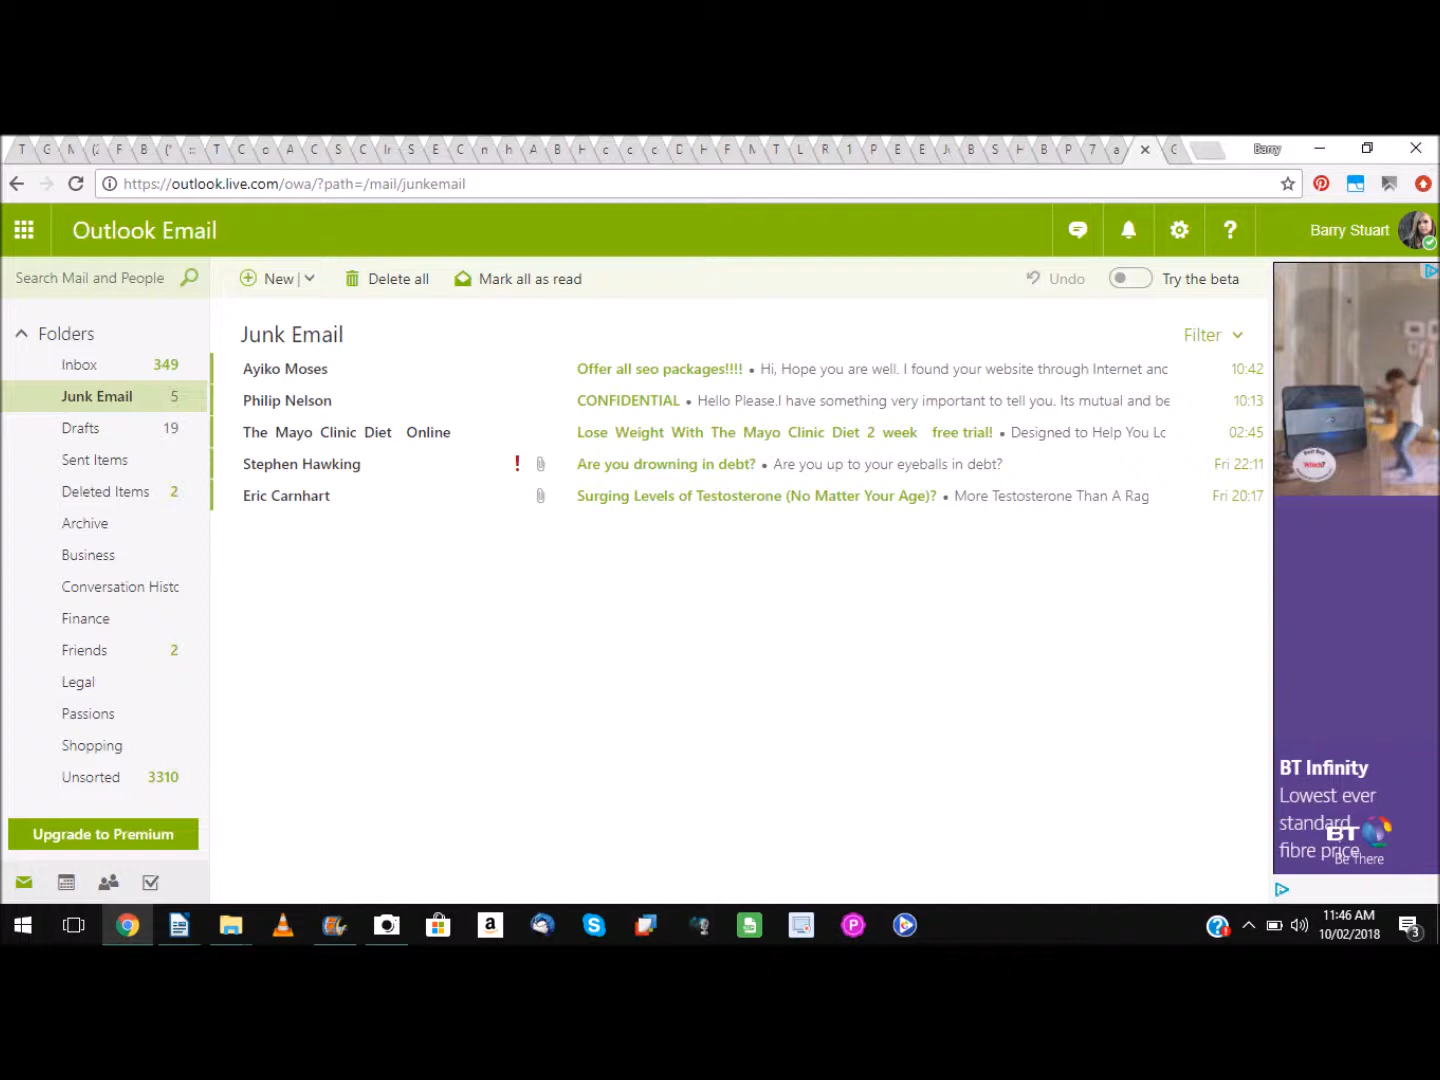 T G M (2 F B (' :: T C o A C S C Ir S E C n h A B H c c c D H F N M T L R 1 P E E J B S H B P 7 a C Barry
https://outlook.live.com/owa/?path=/mail/junkemail
Outlook Email
Barry Stuart
Search Mail and People
New
Delete all
Mark all as read
Undo
Try the beta
Folders
Inbox 349
Junk Email 5
Drafts 19
Sent Items
Deleted Items 2
Archive
Business
Conversation Histc
Finance
Friends 2
Legal
Passions
Shopping
Unsorted 3310
Upgrade to Premium
Junk Email
Filter
Ayiko Moses Offer all seo packages!!!! • Hi, Hope you are well. I found your website through Internet anc 10:42
Philip Nelson CONFIDENTIAL • Hello Please.I have something very important to tell you. Its mutual and be 10:13
The Mayo Clinic Diet Online Lose Weight With The Mayo Clinic Diet 2 week free trial! • Designed to Help You Lc 02:45
Stephen Hawking ! Are you drowning in debt? • Are you up to your eyeballs in debt? Fri 22:11
Eric Carnhart Surging Levels of Testosterone (No Matter Your Age)? • More Testosterone Than A Rag Fri 20:17
Which?
BT Infinity
Lowest ever
standard
fibre price
BT
Be There
11:46 AM
10/02/2018
3